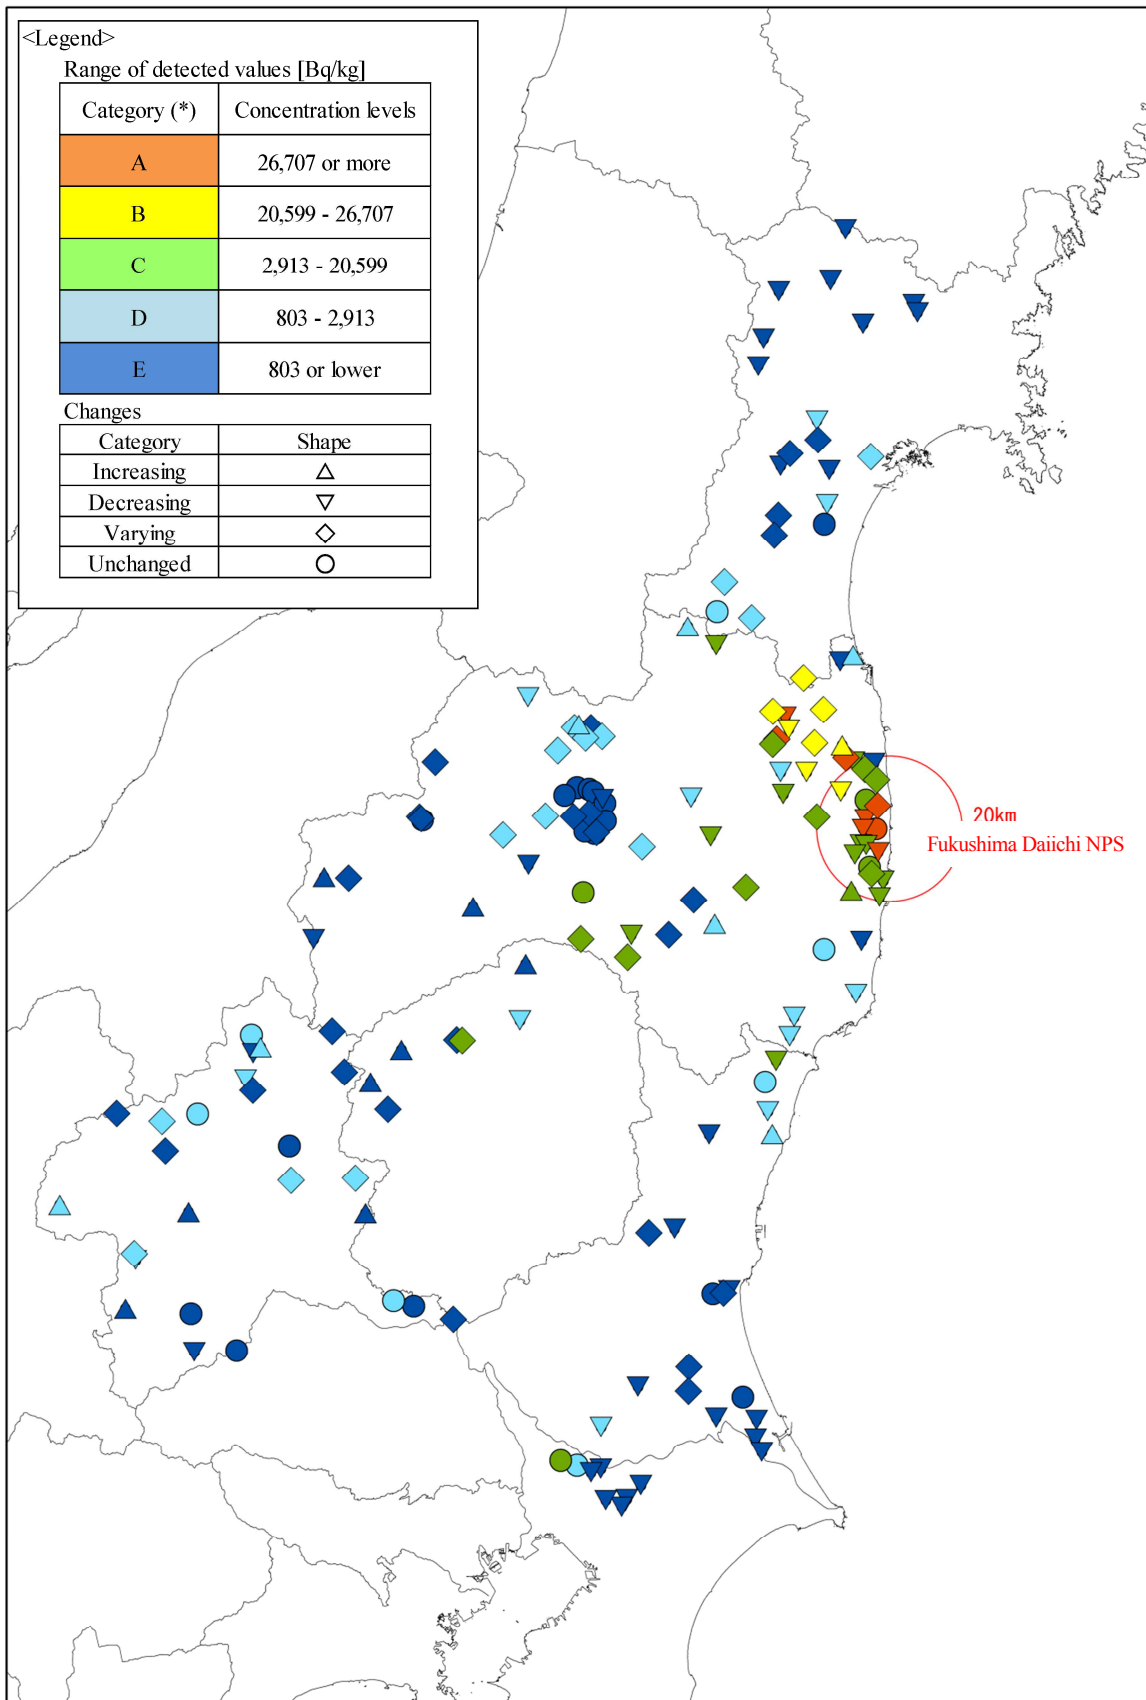 <Legend>
Range of detected values [Bq/kg]
Category (*) Concentration levels
A 26,707 or more
B 20,599 - 26,707
C 2,913 - 20,599
D 803 - 2,913
E 803 or lower
Changes
Category Shape
Increasing
Decreasing
Varying
Unchanged
20km
Fukushima Daiichi NPS